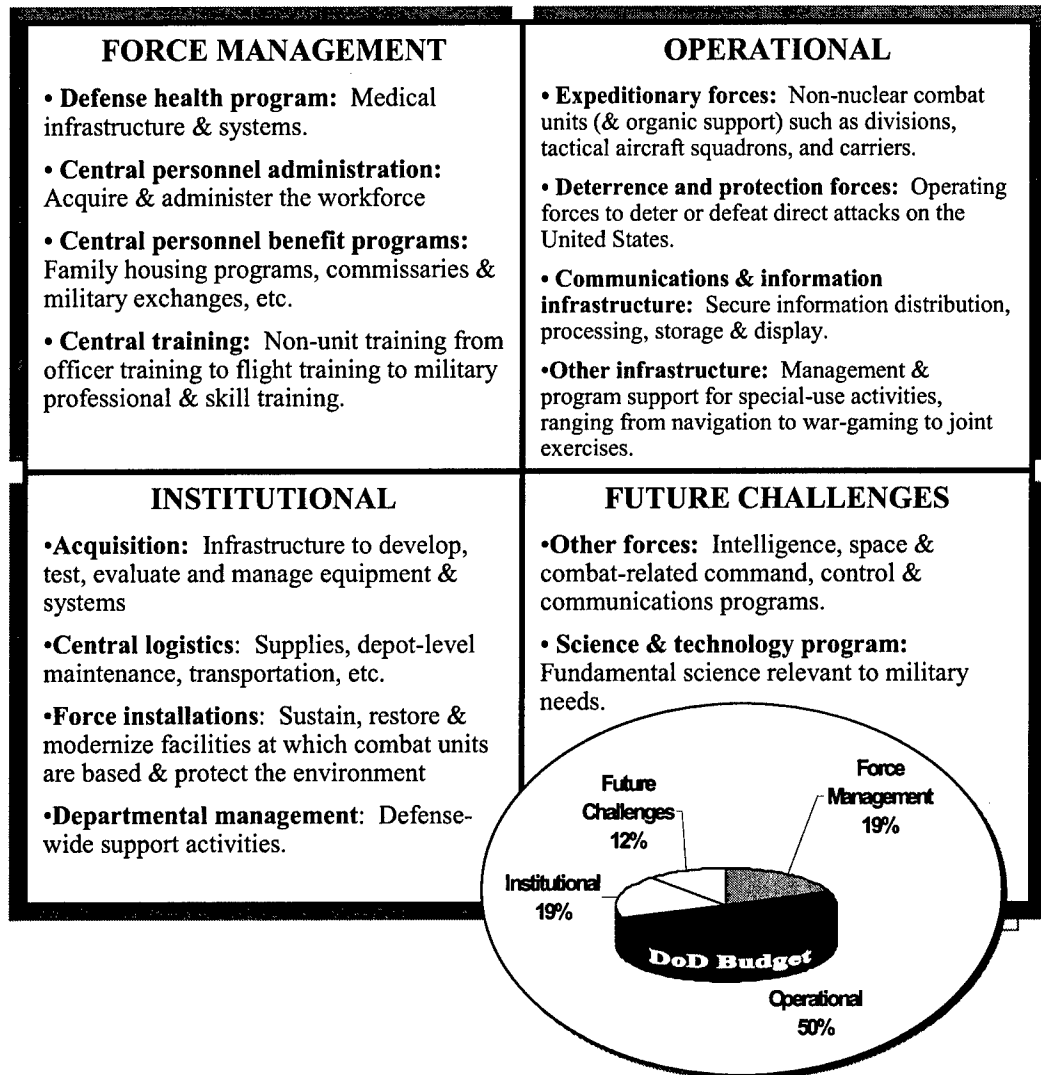 FORCE MANAGEMENT
• Defense health program: Medical
infrastructure & systems.
• Central personnel administration:
Acquire & administer the workforce
• Central personnel benefit programs:
Family housing programs, commissaries &
military exchanges, etc.
• Central training: Non-unit training from
officer training to flight training to military
professional & skill training.
OPERATIONAL
• Expeditionary forces: Non-nuclear combat
units (& organic support) such as divisions,
tactical aircraft squadrons, and carriers.
• Deterrence and protection forces: Operating
forces to deter or defeat direct attacks on the
United States.
• Communications & information
infrastructure: Secure information distribution,
processing, storage & display.
•Other infrastructure: Management &
program support for special-use activities,
ranging from navigation to war-gaming to joint
exercises.
INSTITUTIONAL
•Acquisition: Infrastructure to develop,
test, evaluate and manage equipment &
systems
•Central logistics: Supplies, depot-level
maintenance, transportation, etc.
•Force installations: Sustain, restore &
modernize facilities at which combat units
are based & protect the environment
•Departmental management: Defense-
wide support activities.
FUTURE CHALLENGES
•Other forces: Intelligence, space &
combat-related command, control &
communications programs.
• Science & technology program:
Fundamental science relevant to military
needs.
Future
Challenges
12%
Force
Management
19%
Institutional
19%
DoD Budget
Operational
50%